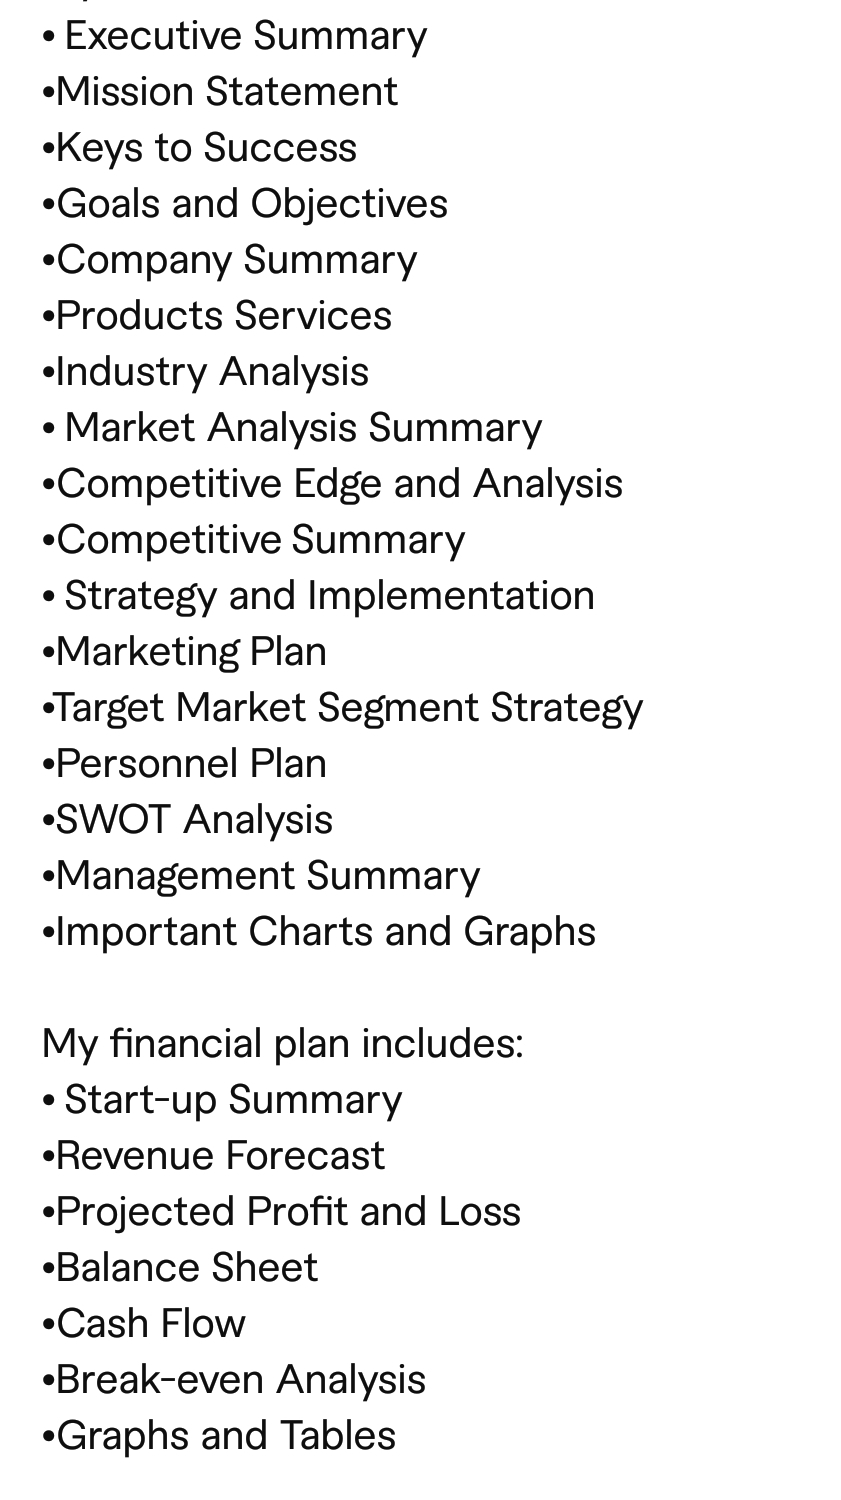 • Executive Summary
•Mission Statement
•Keys to Success
•Goals and Objectives
•Company Summary
•Products Services
•Industry Analysis
• Market Analysis Summary
•Competitive Edge and Analysis
•Competitive Summary
• Strategy and Implementation
•Marketing Plan
•Target Market Segment Strategy
•Personnel Plan
•SWOT Analysis
•Management Summary
•Important Charts and Graphs
My financial plan includes:
• Start-up Summary
•Revenue Forecast
•Projected Profit and Loss
•Balance Sheet
•Cash Flow
•Break-even Analysis
•Graphs and Tables